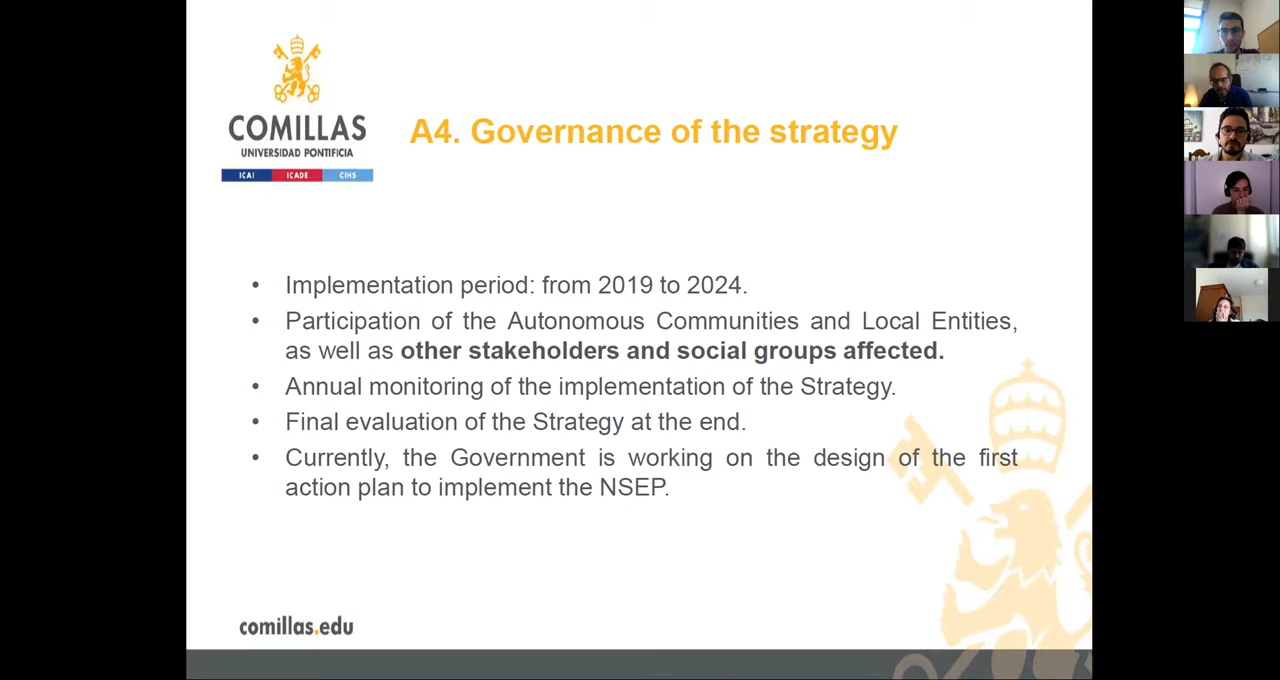 COMILLAS
UNIVERSIDAD PONTIFICIA
ICAI ICADE CIHS
A4. Governance of the strategy
• Implementation period: from 2019 to 2024.
• Participation of the Autonomous Communities and Local Entities,
as well as other stakeholders and social groups affected.
• Annual monitoring of the implementation of the Strategy.
• Final evaluation of the Strategy at the end.
• Currently, the Government is working on the design of the first
action plan to implement the NSEP.
comillas.edu